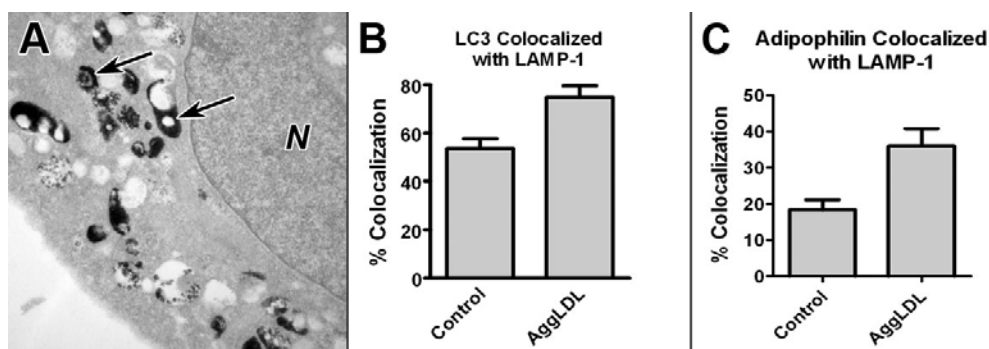 A
N
B
LC3 Colocalized
with LAMP-1
% Colocalization
80
60
40
20
0
Control
AggLDL
C
Adipophilin Colocalized
with LAMP-1
% Colocalization
50
40
30
20
10
0
Control
AggLDL